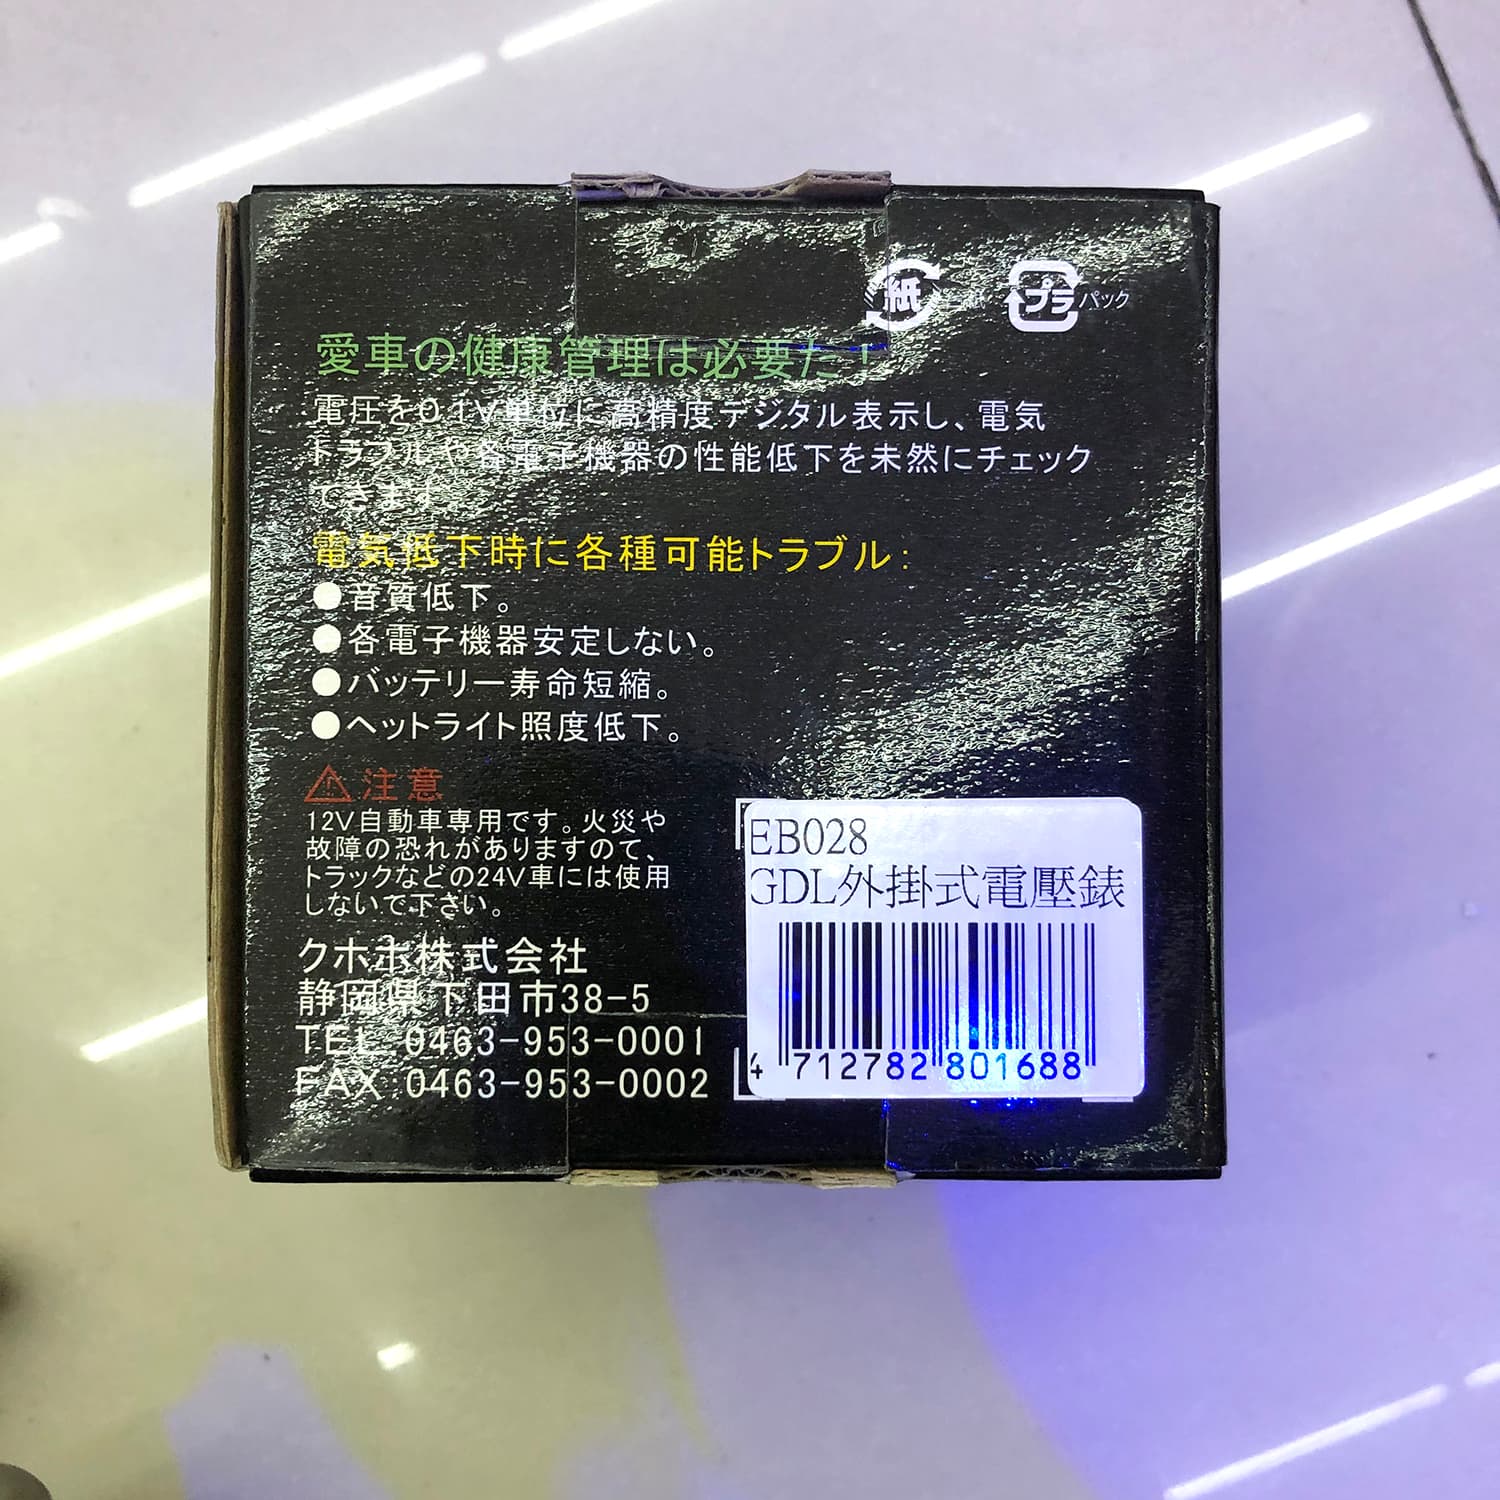 紙 台紙 プラ パック
愛車の健康管理は必要だ！
電圧を0.1V単位に高精度デジタル表示し、電気
トラブルや各電子機器の性能低下を未然にチェック
できます。
電気低下時に各種可能トラブル：
●音質低下。
●各電子機器安定しない。
●バッテリー寿命短縮。
●ヘットライト照度低下。
⚠注意
12V自動車専用です。火災や
故障の恐れがありますので、
トラックなどの24V車には使用
しないで下さい。
クホホ株式会社
静岡県下田市38-5
TEL：0463-953-0001
FAX：0463-953-0002
EB028
GDL外掛式電壓錶
4 712782 801688